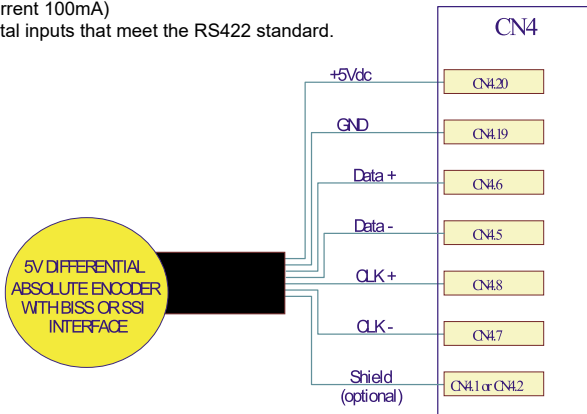 rrent 100mA)
tal inputs that meet the RS422 standard.
CN4
+5Vdc
CN4.20
GND
CN4.19
Data +
CN4.6
Data -
CN4.5
CLK +
CN4.8
CLK -
CN4.7
Shield
(optional)
CN4.1 or CN4.2
5V DIFFERENTIAL
ABSOLUTE ENCODER
WITH BISS OR SSI
INTERFACE